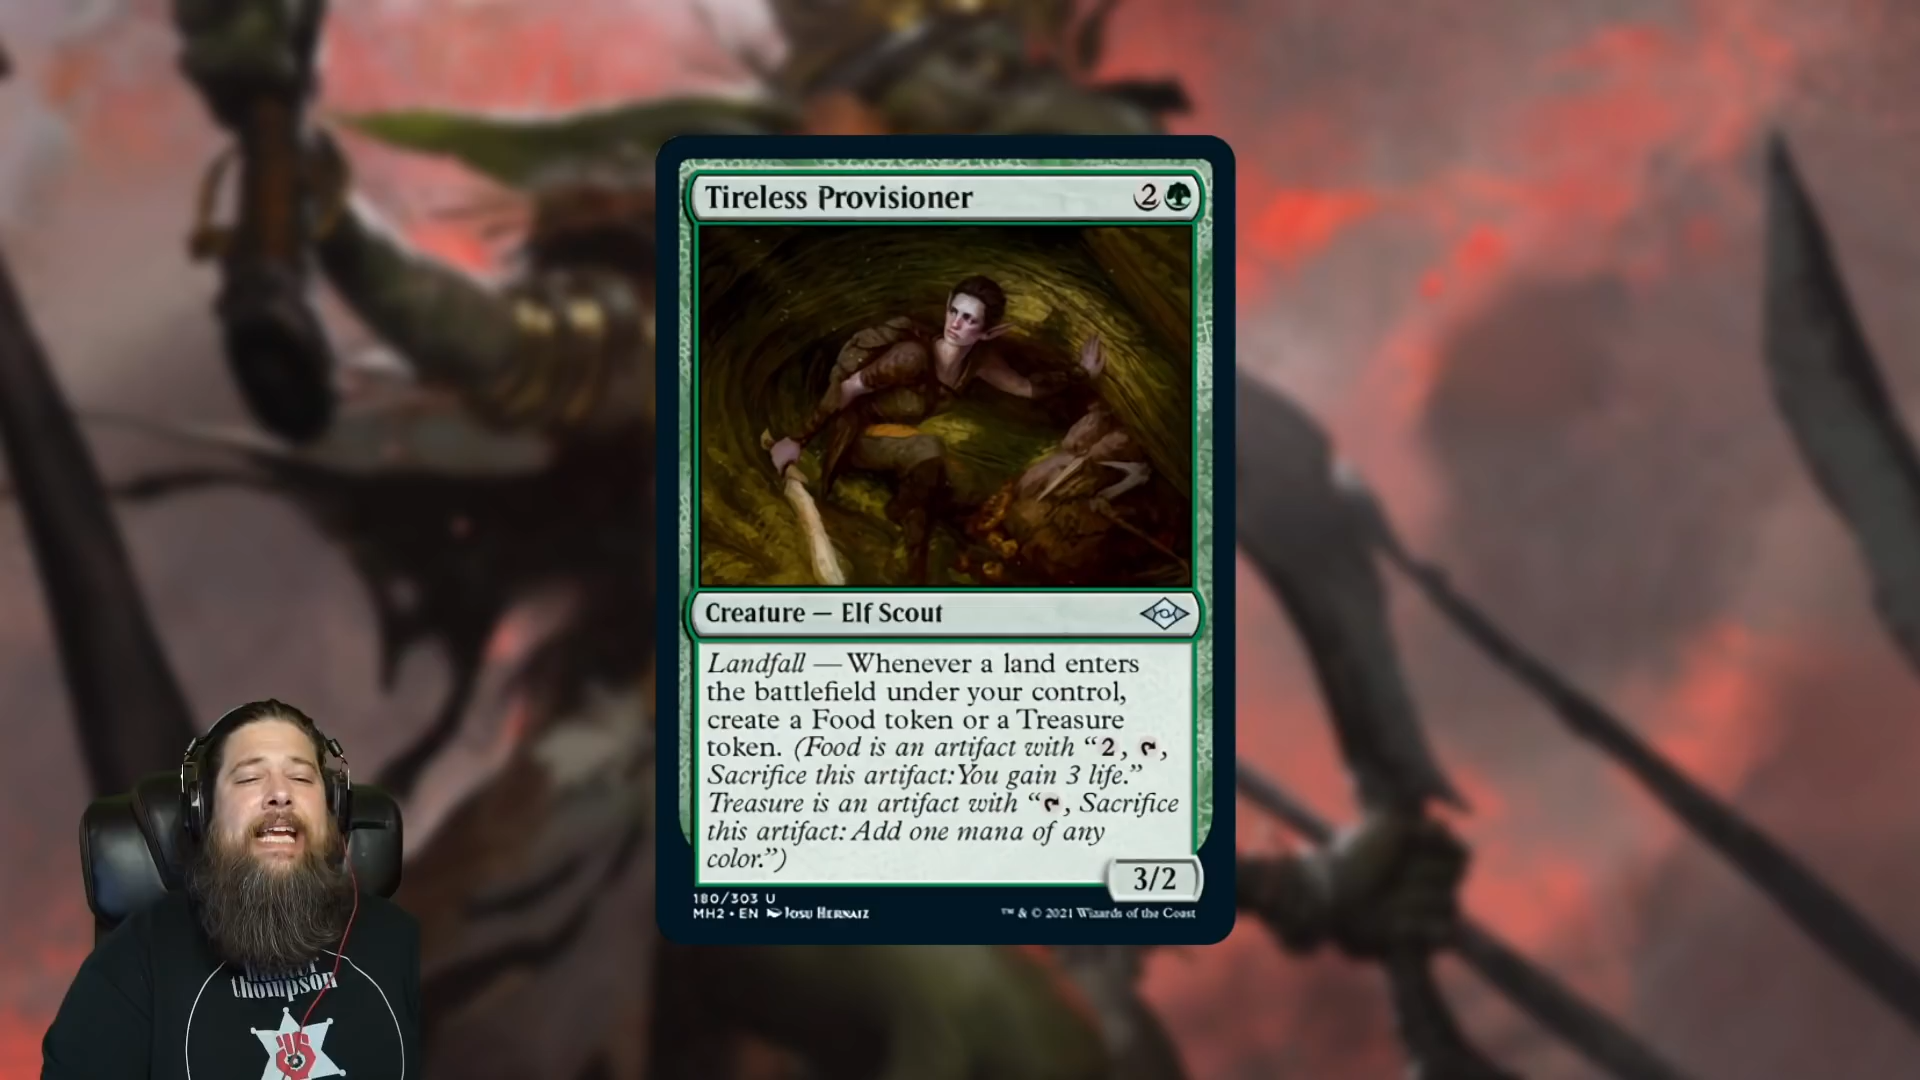 Tireless Provisioner 2
Creature — Elf Scout
Landfall — Whenever a land enters
the battlefield under your control,
create a Food token or a Treasure
token. (Food is an artifact with “2, ,
Sacrifice this artifact: You gain 3 life.”
Treasure is an artifact with “ , Sacrifice
this artifact: Add one mana of any
color.”)
3/2
180/303 U
MH2 • EN Josu Hernaiz
™ & © 2021 Wizards of the Coast
thompson